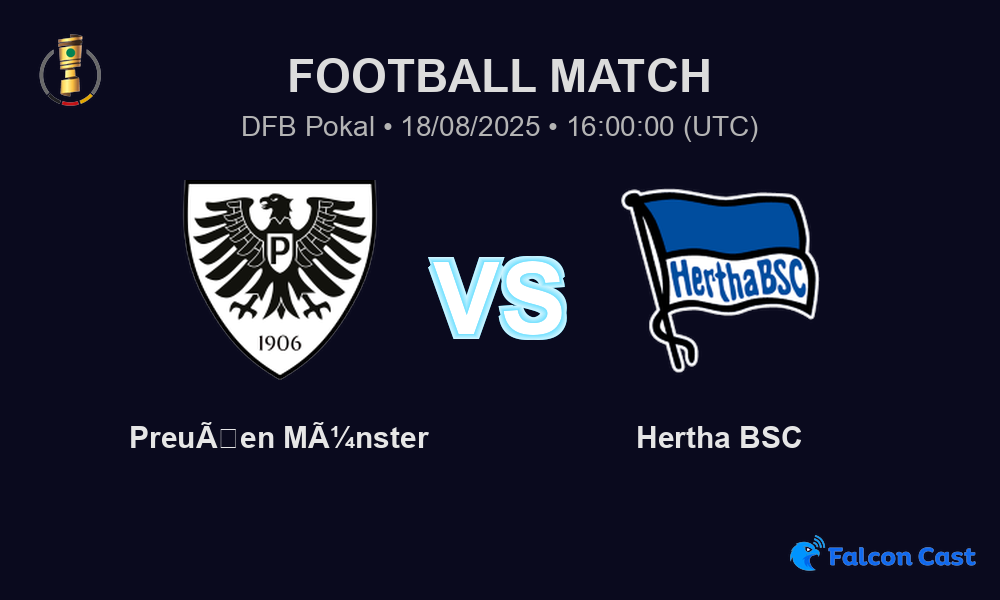 FOOTBALL MATCH
DFB Pokal • 18/08/2025 • 16:00:00 (UTC)
P
1906
VS
HerthaBSC
PreuÃ□en MÃ¼nster
Hertha BSC
Falcon Cast